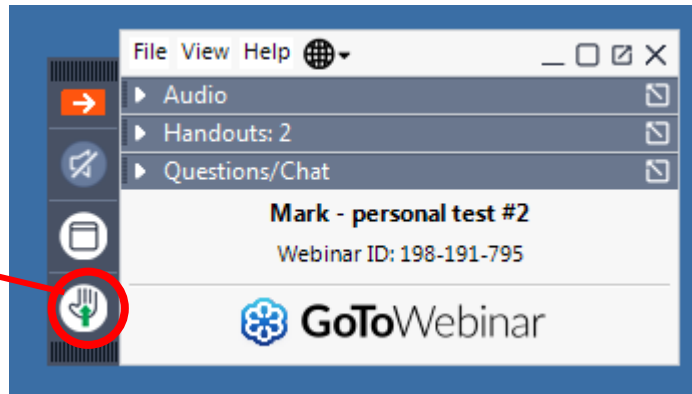 File View Help
Audio
Handouts: 2
Questions/Chat
Mark - personal test #2
Webinar ID: 198-191-795
GoToWebinar